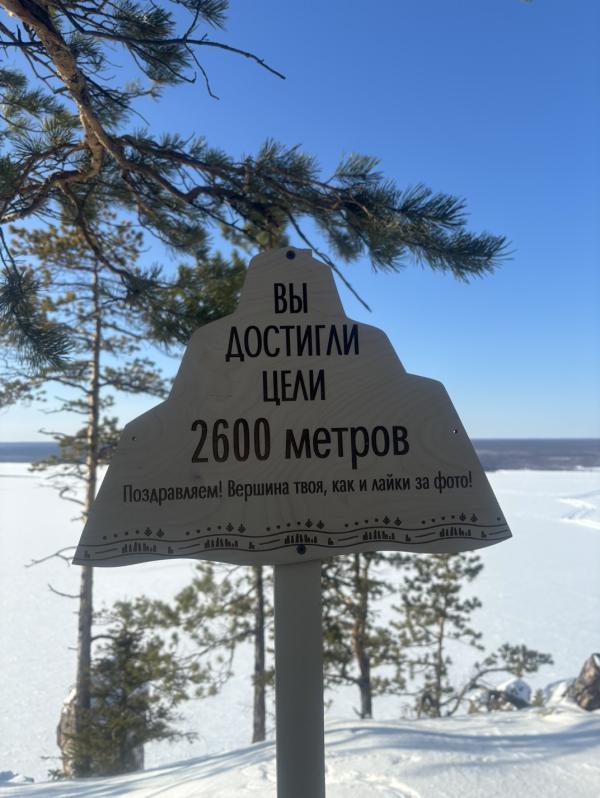 ВЫ
ДОСТИГЛИ
ЦЕЛИ
2600 метров
Поздравляем! Вершина твоя, как и лайки за фото!